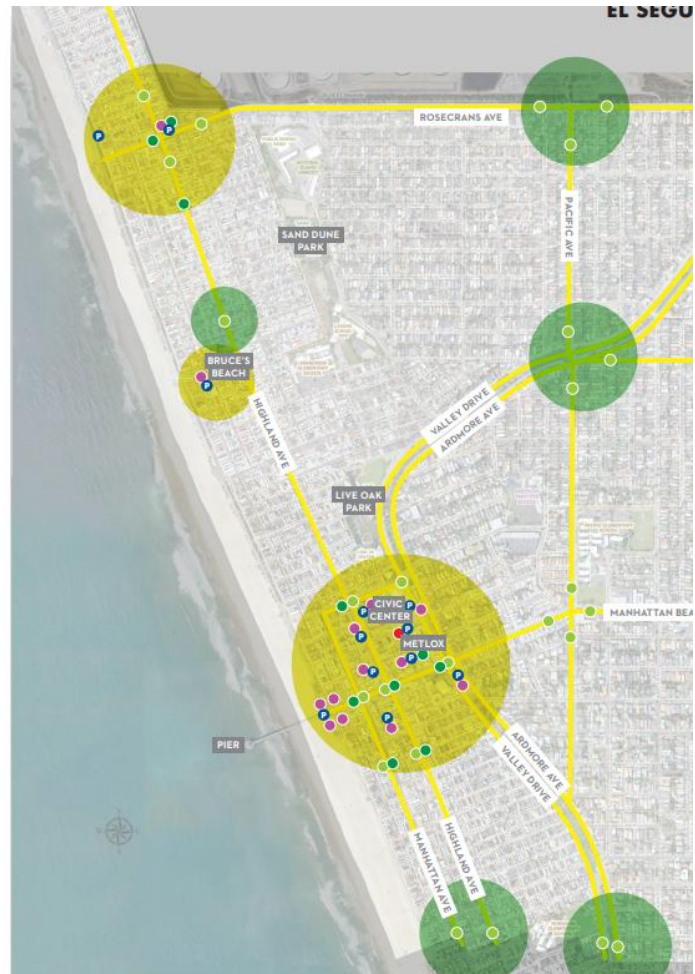 EL SEGU
ROSECRANS AVE
PACIFIC AVE
P
P
SAND DUNE
PARK
BRUCE'S
BEACH
P
HIGHLAND AVE
VALLEY DRIVE
ARDMORE AVE
LIVE OAK
PARK
CIVIC
CENTER
P
P
P
P
METLOX
P
P
P
P
P
MANHATTAN BEA
PIER
ARDMORE AVE
VALLEY DRIVE
MANHATTAN AVE
HIGHLAND AVE